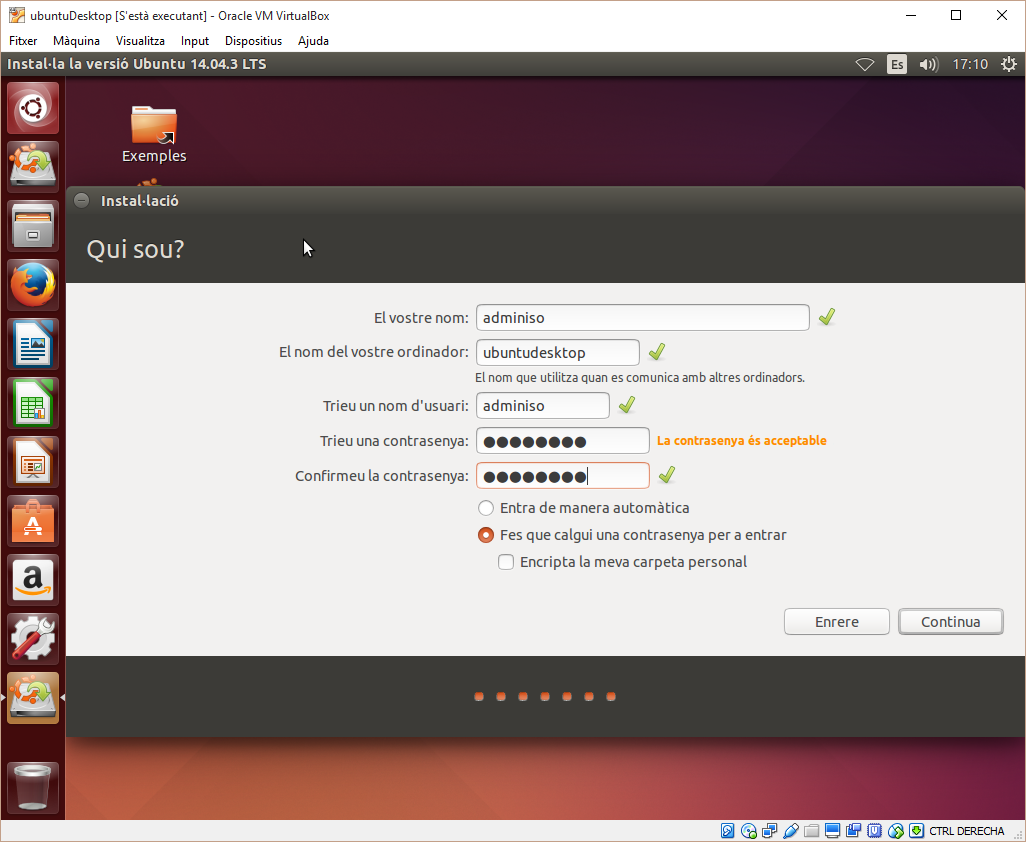 ubuntuDesktop [S'està executant] - Oracle VM VirtualBox
Fitxer Màquina Visualitza Input Dispositius Ajuda
Instal·la la versió Ubuntu 14.04.3 LTS Es 17:10
Exemples
Instal·lació
Qui sou?
El vostre nom: adminiso
El nom del vostre ordinador: ubuntudesktop
El nom que utilitza quan es comunica amb altres ordinadors.
Trieu un nom d'usuari: adminiso
Trieu una contrasenya: ●●●●●●●● La contrasenya és acceptable
Confirmeu la contrasenya: ●●●●●●●●
Entra de manera automàtica
Fes que calgui una contrasenya per a entrar
Encripta la meva carpeta personal
Enrere Continua
CTRL DERECHA